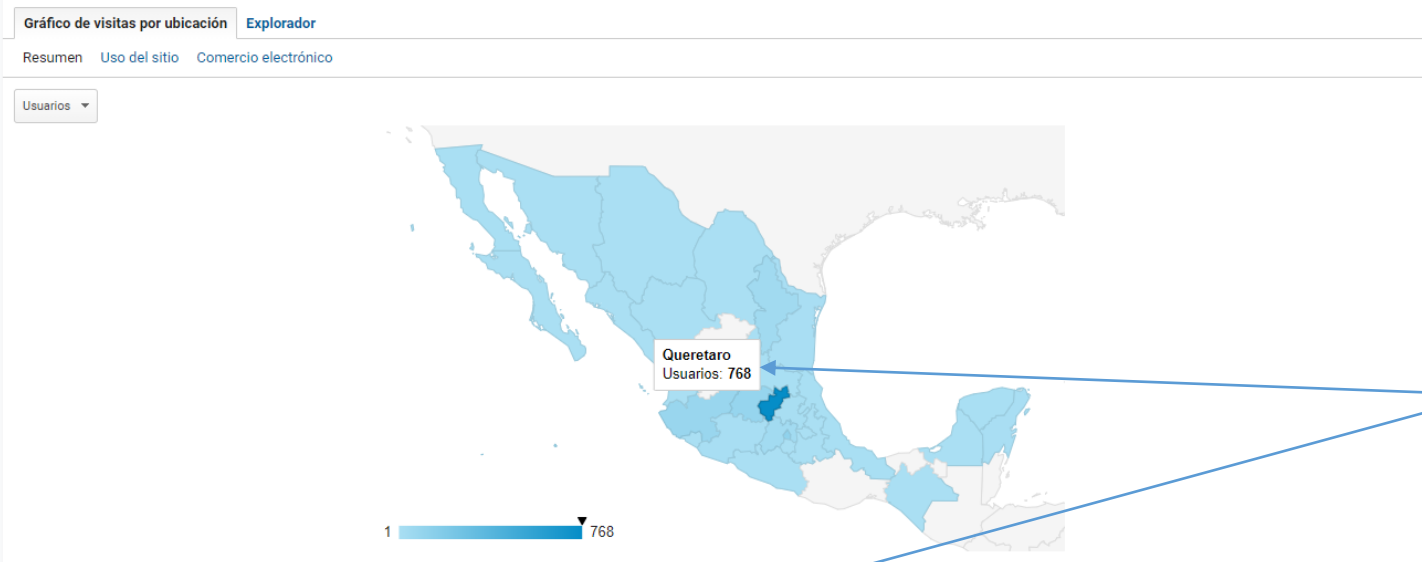 Gráfico de visitas por ubicación Explorador
Resumen Uso del sitio Comercio electrónico
Usuarios
Queretaro
Usuarios: 768
1 768